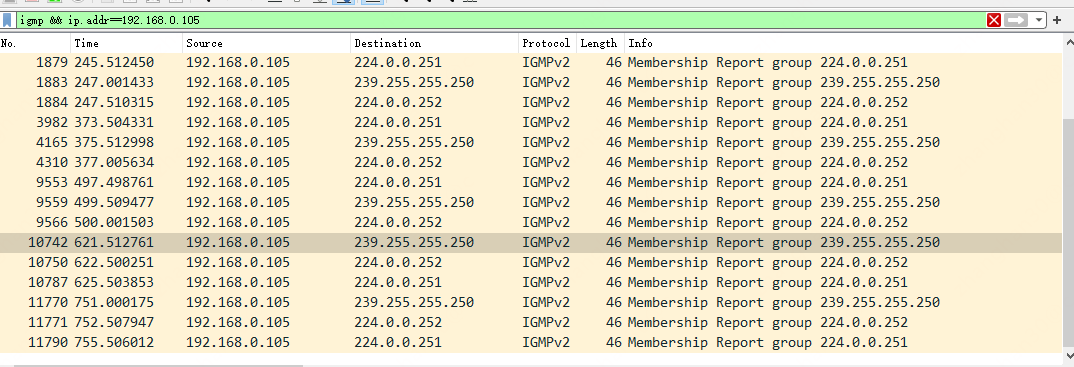 igmp && ip.addr==192.168.0.105
No. Time Source Destination Protocol Length Info
1879 245.512450 192.168.0.105 224.0.0.251 IGMPv2 46 Membership Report group 224.0.0.251
1883 247.001433 192.168.0.105 239.255.255.250 IGMPv2 46 Membership Report group 239.255.255.250
1884 247.510315 192.168.0.105 224.0.0.252 IGMPv2 46 Membership Report group 224.0.0.252
3982 373.504331 192.168.0.105 224.0.0.251 IGMPv2 46 Membership Report group 224.0.0.251
4165 375.512998 192.168.0.105 239.255.255.250 IGMPv2 46 Membership Report group 239.255.255.250
4310 377.005634 192.168.0.105 224.0.0.252 IGMPv2 46 Membership Report group 224.0.0.252
9553 497.498761 192.168.0.105 224.0.0.251 IGMPv2 46 Membership Report group 224.0.0.251
9559 499.509477 192.168.0.105 239.255.255.250 IGMPv2 46 Membership Report group 239.255.255.250
9566 500.001503 192.168.0.105 224.0.0.252 IGMPv2 46 Membership Report group 224.0.0.252
10742 621.512761 192.168.0.105 239.255.255.250 IGMPv2 46 Membership Report group 239.255.255.250
10750 622.500251 192.168.0.105 224.0.0.252 IGMPv2 46 Membership Report group 224.0.0.252
10787 625.503853 192.168.0.105 224.0.0.251 IGMPv2 46 Membership Report group 224.0.0.251
11770 751.000175 192.168.0.105 239.255.255.250 IGMPv2 46 Membership Report group 239.255.255.250
11771 752.507947 192.168.0.105 224.0.0.252 IGMPv2 46 Membership Report group 224.0.0.252
11790 755.506012 192.168.0.105 224.0.0.251 IGMPv2 46 Membership Report group 224.0.0.251